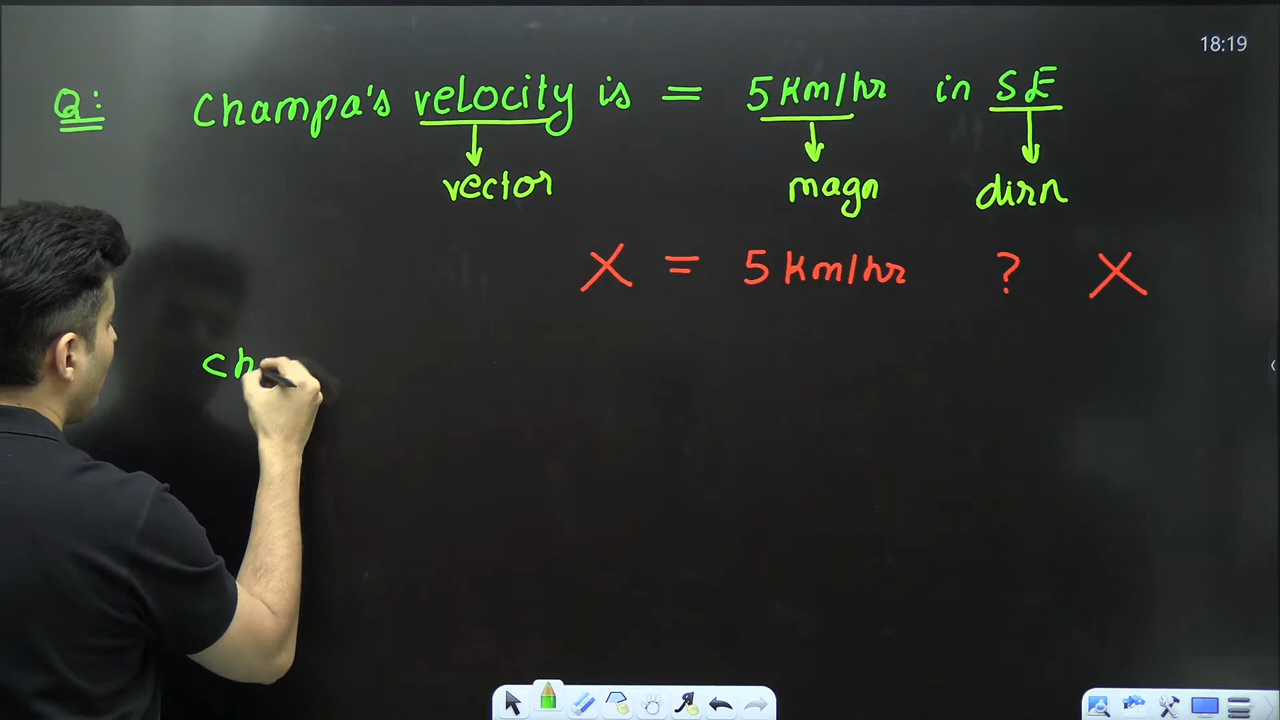 18:19
Q: Champa's velocity is = 5 Km/hr in SE
vector magn dirn
X = 5 Km/hr ? X
ch